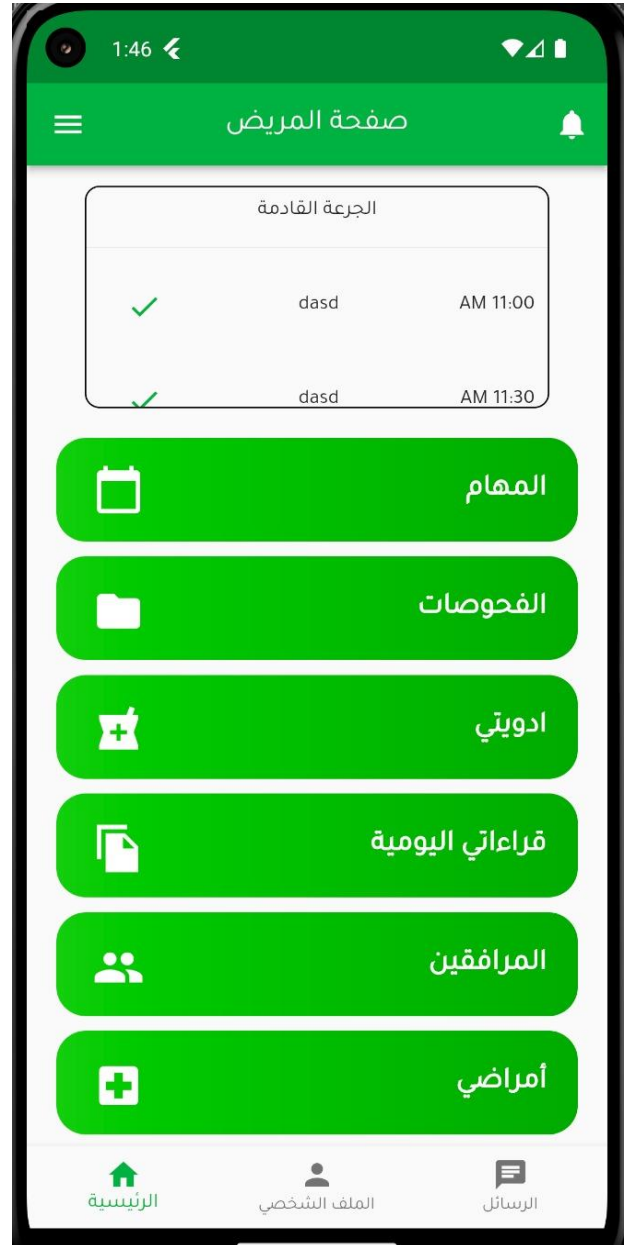 1:46
صفحة المريض
الجرعة القادمة
11:00 AM dasd
11:30 AM dasd
المهام
الفحوصات
ادويتي
قراءاتي اليومية
المرافقين
أمراضي
الرسائل الملف الشخصي الرئيسية